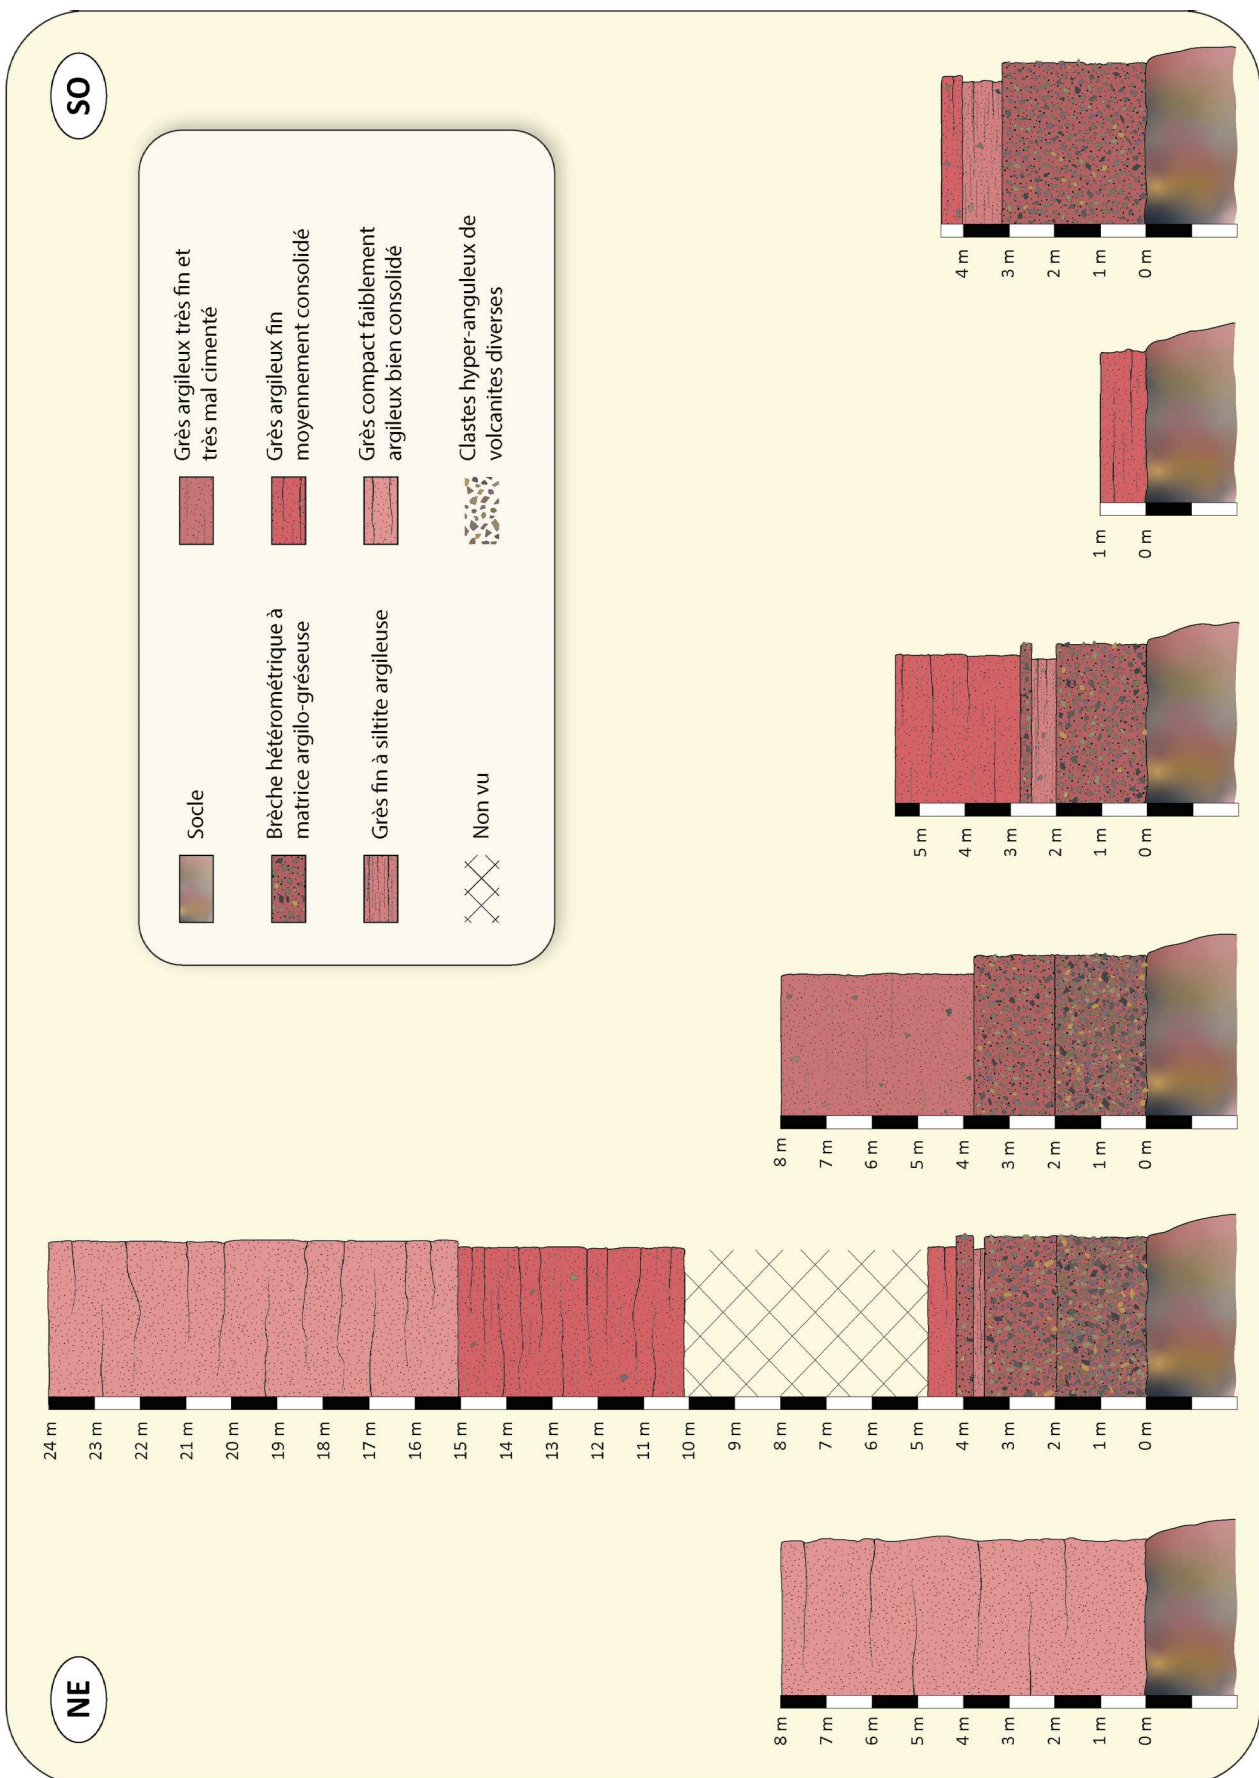 NE
SO
Socle
Brèche hétérométrique à
matrice argilo-gréseuse
Grès fin à siltite argileuse
Non vu
Grès argileux très fin et
très mal cimenté
Grès argileux fin
moyennement consolidé
Grès compact faiblement
argileux bien consolidé
Clastes hyper-anguleux de
volcanites diverses
8 m
7 m
6 m
5 m
4 m
3 m
2 m
1 m
0 m
24 m
23 m
22 m
21 m
20 m
19 m
18 m
17 m
16 m
15 m
14 m
13 m
12 m
11 m
10 m
9 m
8 m
7 m
6 m
5 m
4 m
3 m
2 m
1 m
0 m
8 m
7 m
6 m
5 m
4 m
3 m
2 m
1 m
0 m
5 m
4 m
3 m
2 m
1 m
0 m
1 m
0 m
4 m
3 m
2 m
1 m
0 m